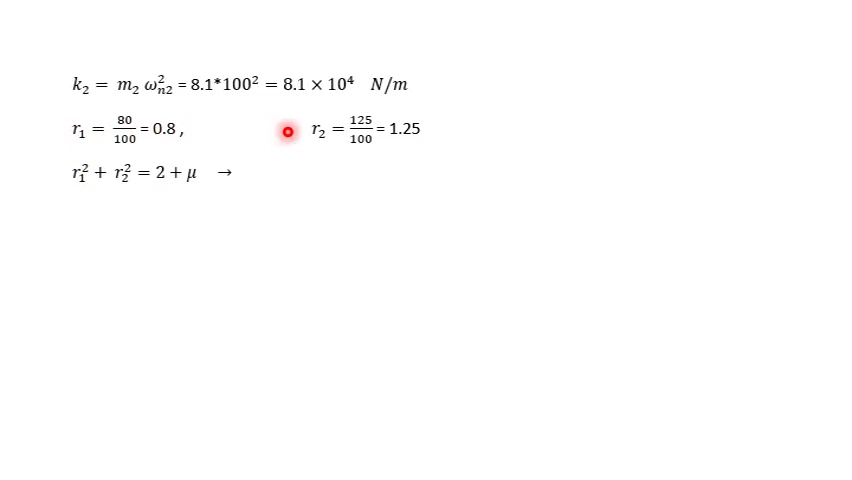 k₂ = m₂ ω²ₙ₂ = 8.1*100² = 8.1 × 10⁴ N/m
r₁ = 80/100 = 0.8 , r₂ = 125/100 = 1.25
r₁² + r₂² = 2 + μ →